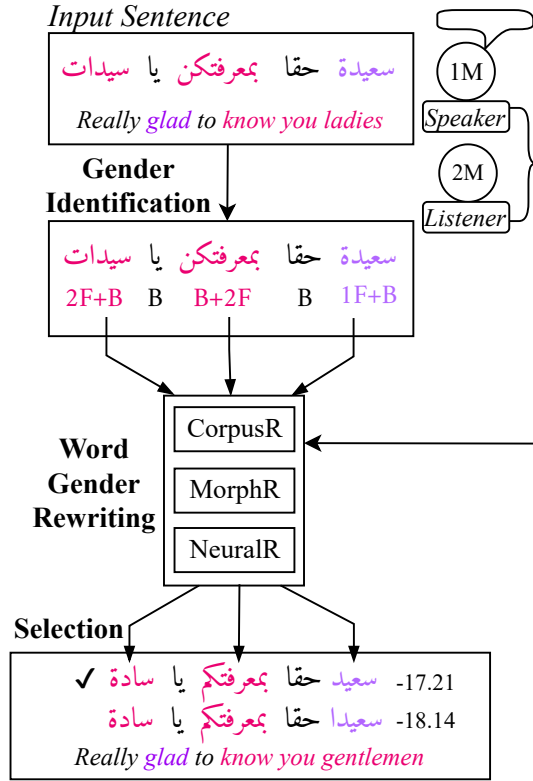 Input Sentence
سعيدة حقا بمعرفتكن يا سيدات
Really glad to know you ladies
1M
Speaker
2M
Listener
Gender
Identification
سعيدة حقا بمعرفتكن يا سيدات
2F+B B B+2F B 1F+B
Word
Gender
Rewriting
CorpusR
MorphR
NeuralR
Selection
سعيد حقا بمعرفتكم يا سادة ✓ -17.21
سعيدا حقا بمعرفتكم يا سادة -18.14
Really glad to know you gentlemen